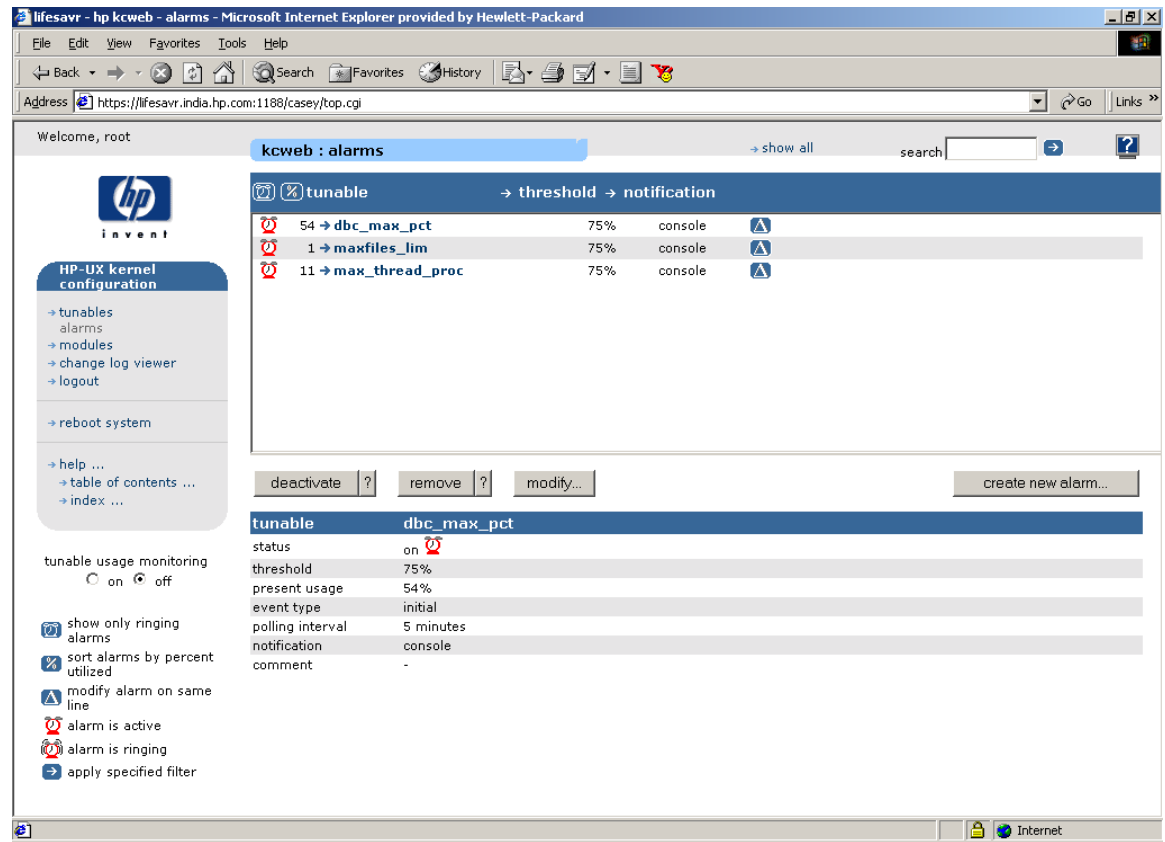 lifesavr - hp kcweb - alarms - Microsoft Internet Explorer provided by Hewlett-Packard
File Edit View Favorites Tools Help
Back Search Favorites History
Address https://lifesavr.india.hp.com:1188/casey/top.cgi Go Links »
Welcome, root
kcweb : alarms → show all search ?
hp
invent
% tunable → threshold → notification
54 → dbc_max_pct 75% console
1 → maxfiles_lim 75% console
11 → max_thread_proc 75% console
HP-UX kernel
configuration
→ tunables
alarms
→ modules
→ change log viewer
→ logout
→ reboot system
→ help ...
→ table of contents ...
→ index ...
deactivate ? remove ? modify... create new alarm...
tunable dbc_max_pct
status on
threshold 75%
present usage 54%
event type initial
polling interval 5 minutes
notification console
comment -
tunable usage monitoring
on off
show only ringing
alarms
% sort alarms by percent
utilized
modify alarm on same
line
alarm is active
alarm is ringing
→ apply specified filter
Internet